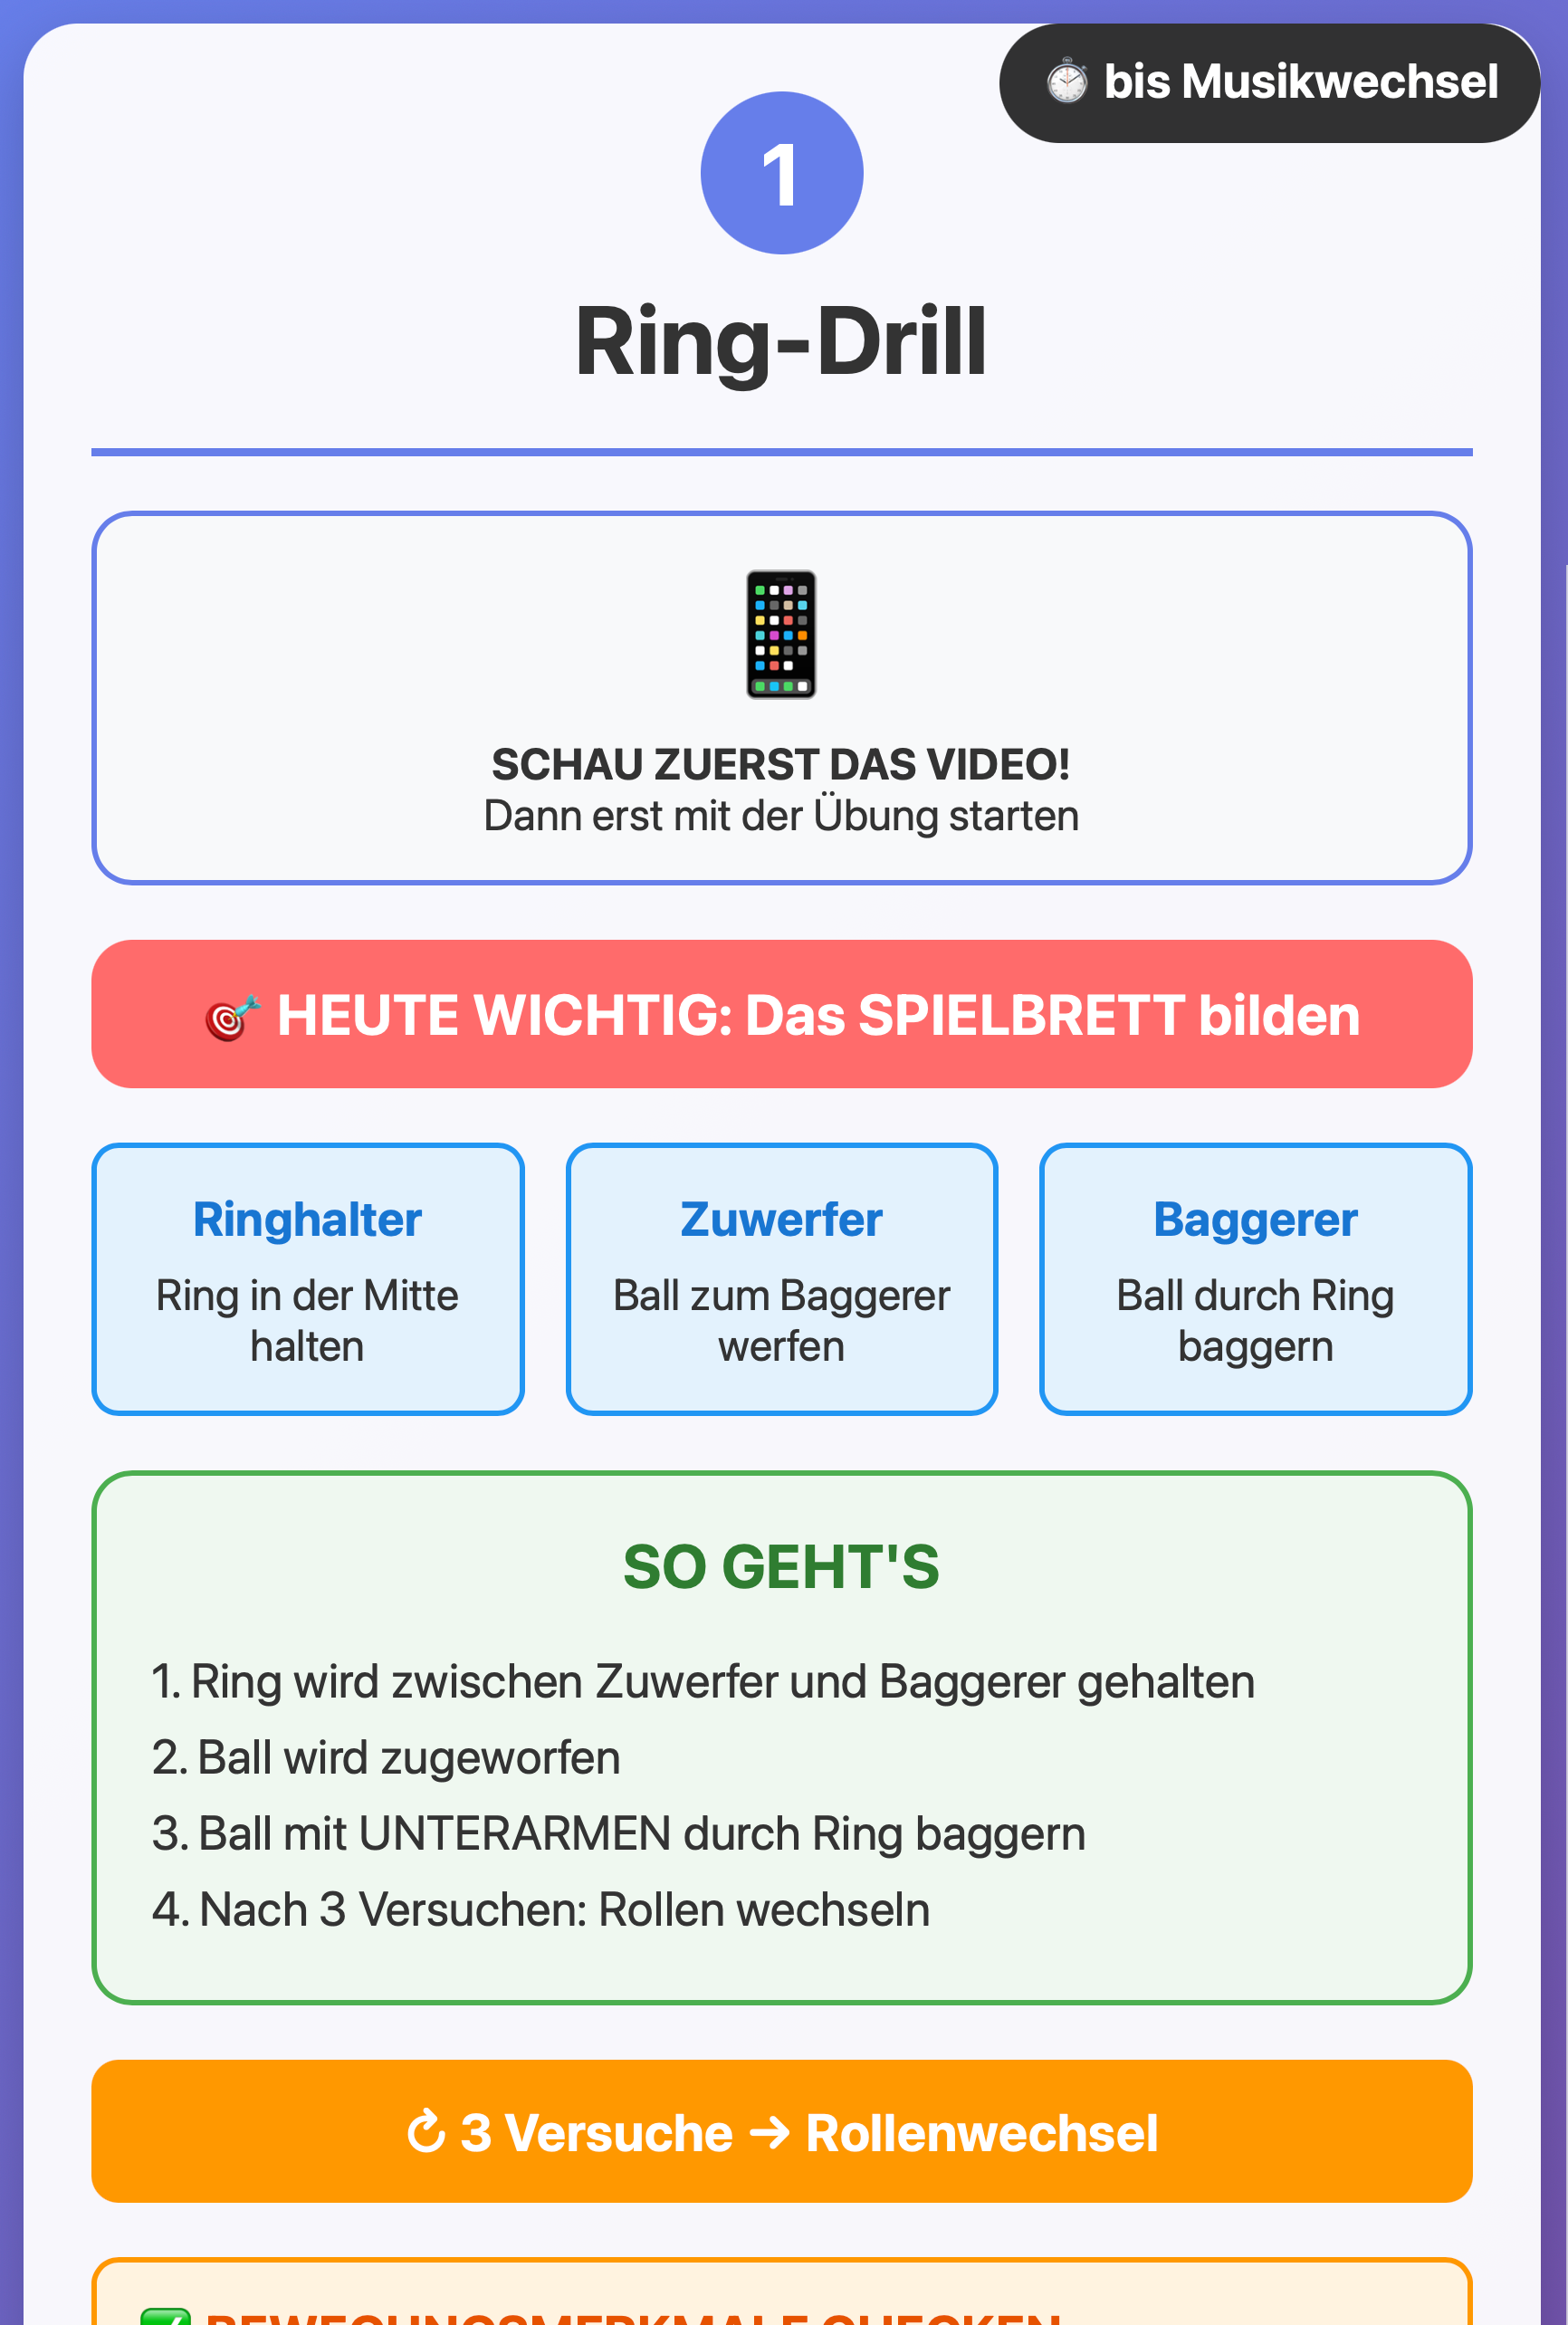 ⏱️ bis Musikwechsel
1
Ring-Drill
SCHAU ZUERST DAS VIDEO!
Dann erst mit der Übung starten
🎯 HEUTE WICHTIG: Das SPIELBRETT bilden
Ringhalter
Ring in der Mitte
halten
Zuwerfer
Ball zum Baggerer
werfen
Baggerer
Ball durch Ring
baggern
SO GEHT'S
1. Ring wird zwischen Zuwerfer und Baggerer gehalten
2. Ball wird zugeworfen
3. Ball mit UNTERARMEN durch Ring baggern
4. Nach 3 Versuchen: Rollen wechseln
↻ 3 Versuche → Rollenwechsel
✅ BEWEGUNGSMERKMALE CHECKEN